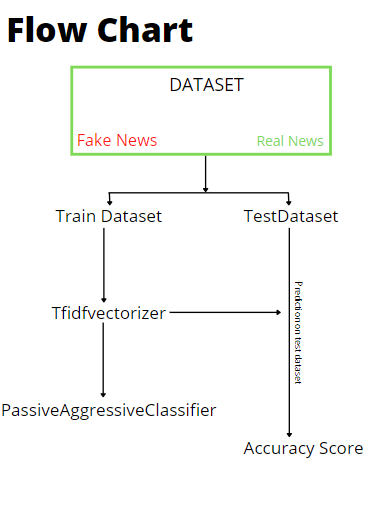 Flow Chart
DATASET
Fake News
Real News
Train Dataset
TestDataset
Tfidfvectorizer
Prediction on test dataset
PassiveAggressiveClassifier
Accuracy Score